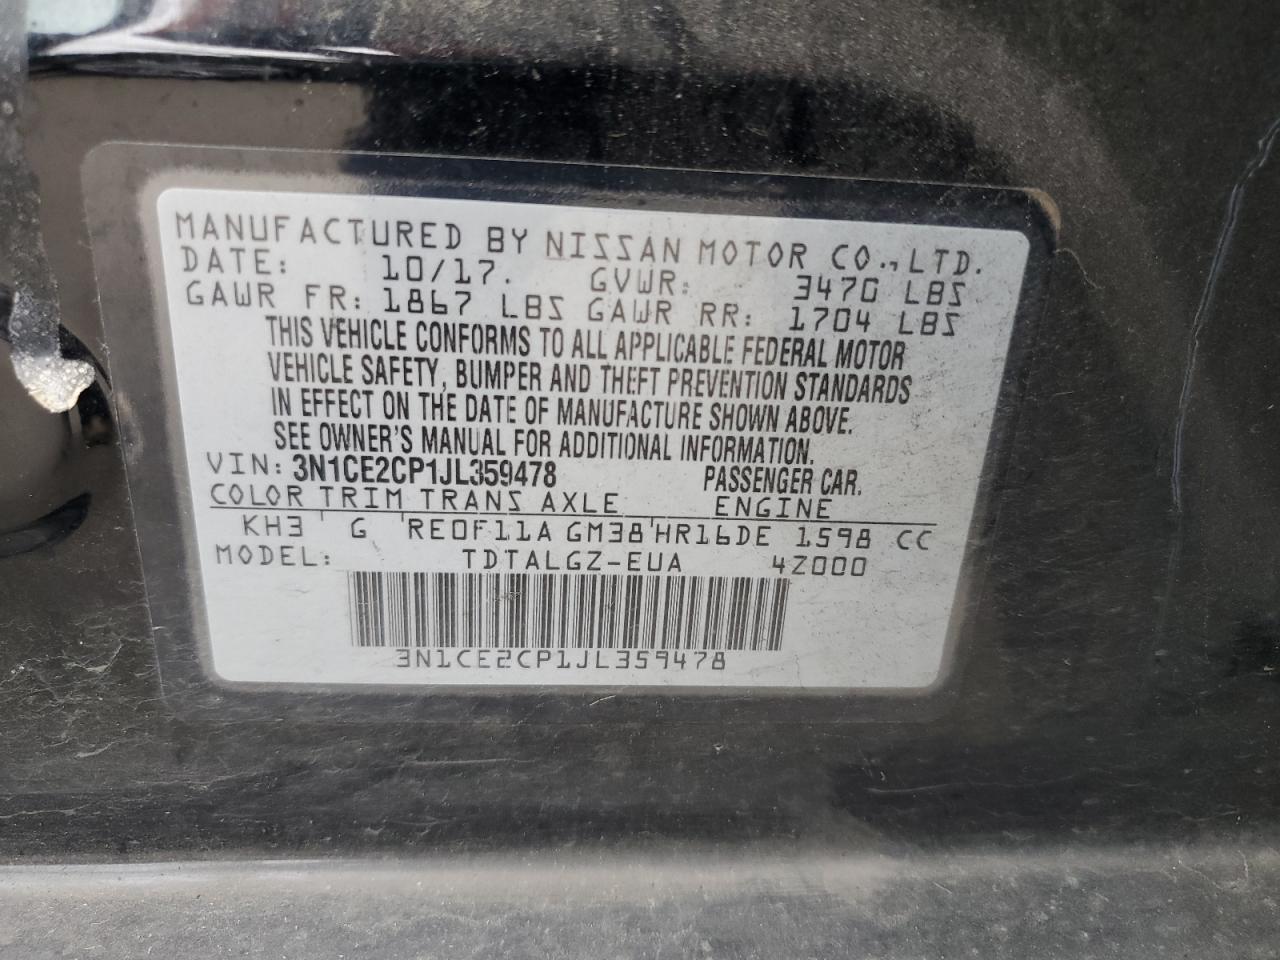 MANUFACTURED BY NISSAN MOTOR CO.,LTD.
DATE: 10/17. GVWR: 3470 LBS
GAWR FR: 1867 LBS GAWR RR: 1704 LBS
THIS VEHICLE CONFORMS TO ALL APPLICABLE FEDERAL MOTOR
VEHICLE SAFETY, BUMPER AND THEFT PREVENTION STANDARDS
IN EFFECT ON THE DATE OF MANUFACTURE SHOWN ABOVE.
SEE OWNER'S MANUAL FOR ADDITIONAL INFORMATION.
VIN: 3N1CE2CP1JL359478 PASSENGER CAR.
COLOR TRIM TRANS AXLE ENGINE
KH3 G RE0F11A GM38 HR16DE 1598 CC
MODEL: TDTALGZ-EUA 4Z000
3N1CE2CP1JL359478